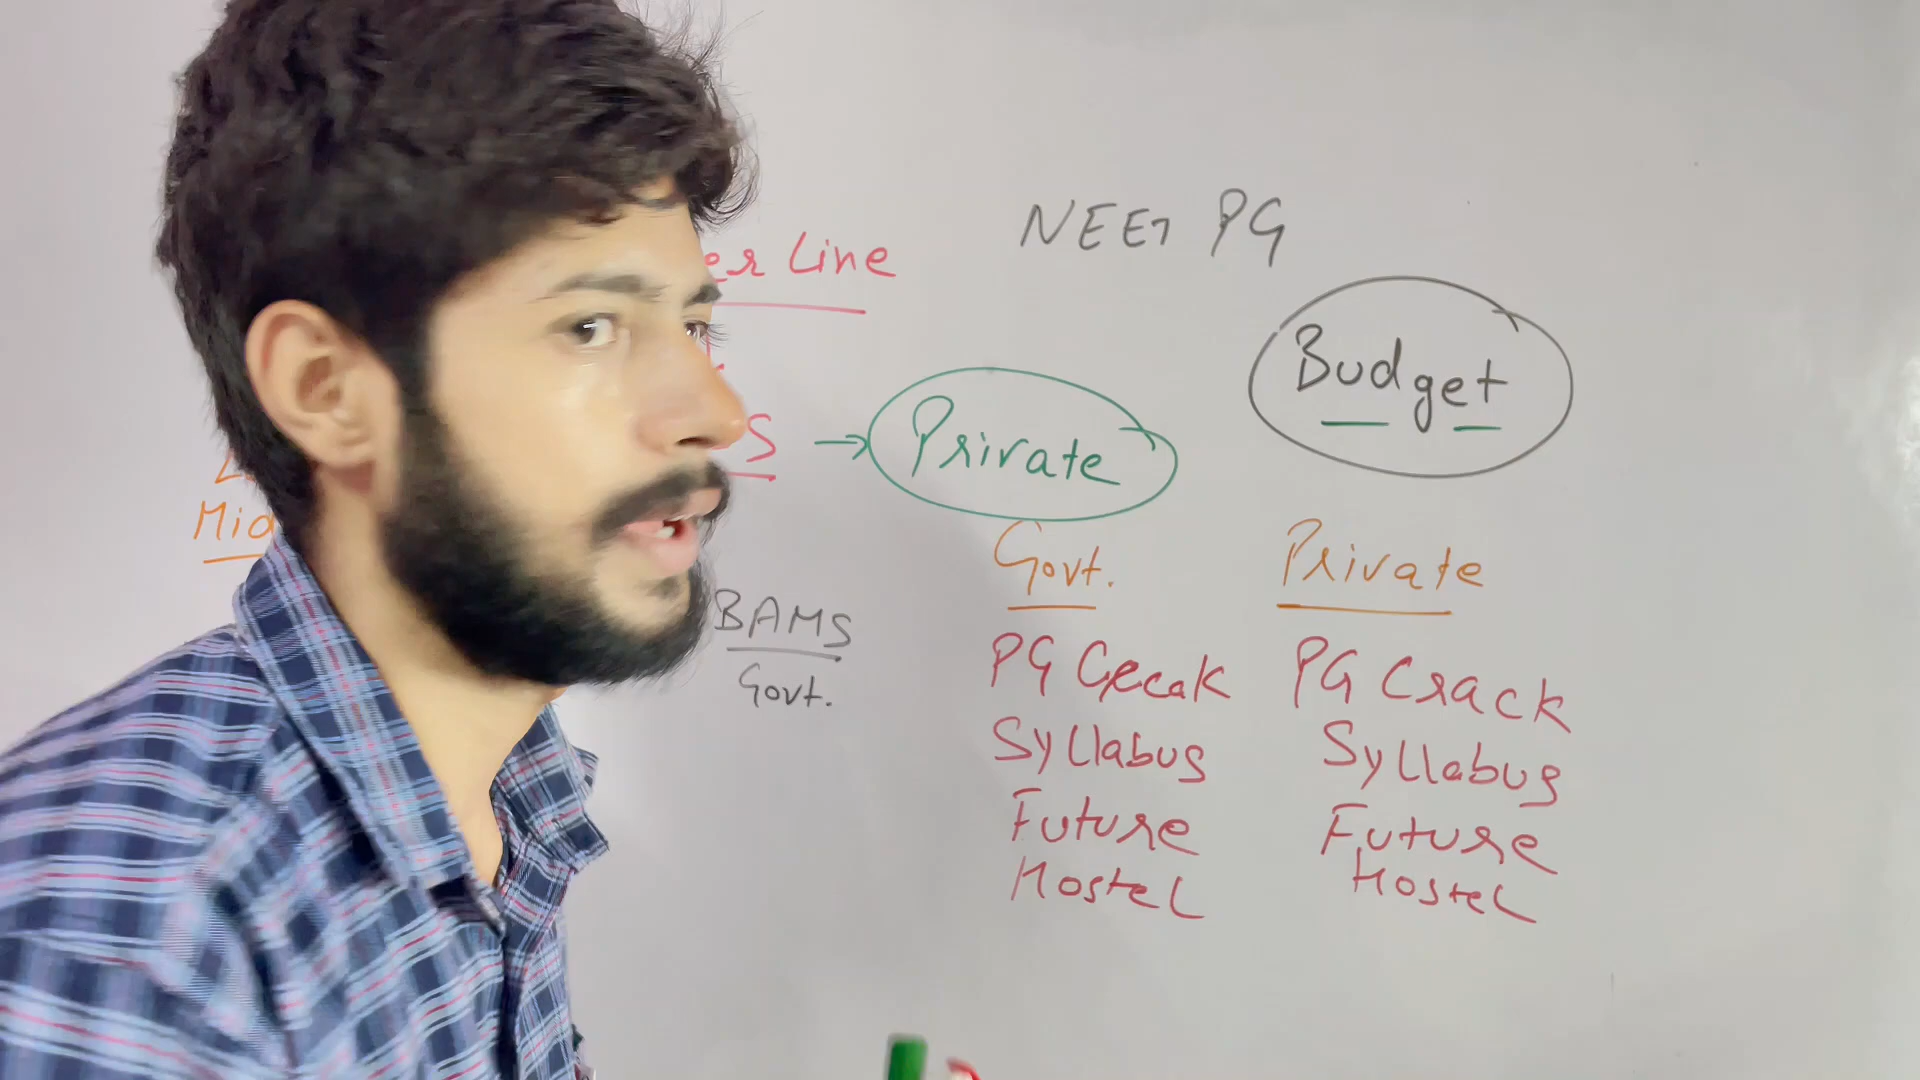 NEET PG
Line
Budget
S → Private
Mid
Govt. Private
BAMS
Govt.
PG Crcak PG Crack
Syllabus Syllabus
Future Future
Hostel Hostel